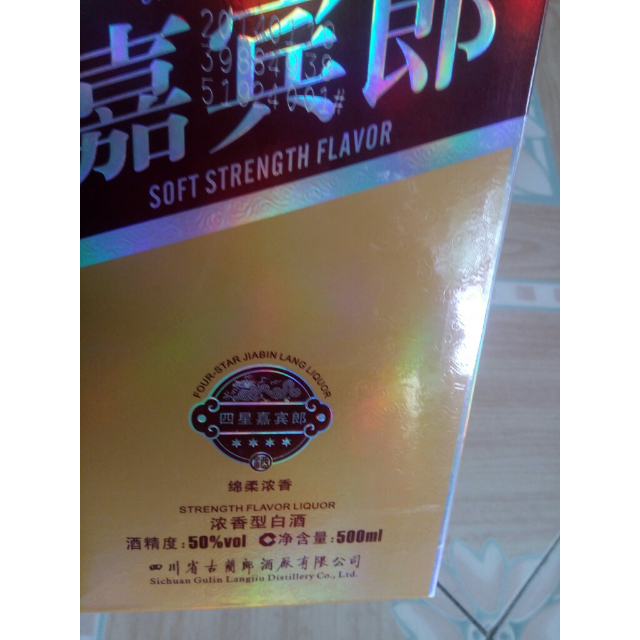 嘉宾郎
SOFT STRENGTH FLAVOR
FOUR-STAR JIABIN LANG LIQUOR
四星嘉宾郎
绵柔浓香
STRENGTH FLAVOR LIQUOR
浓香型白酒
酒精度:50%vol 净含量:500ml
四川省古蔺郎酒厂有限公司
Sichuan Gulin Langjiu Distillery Co., Ltd.